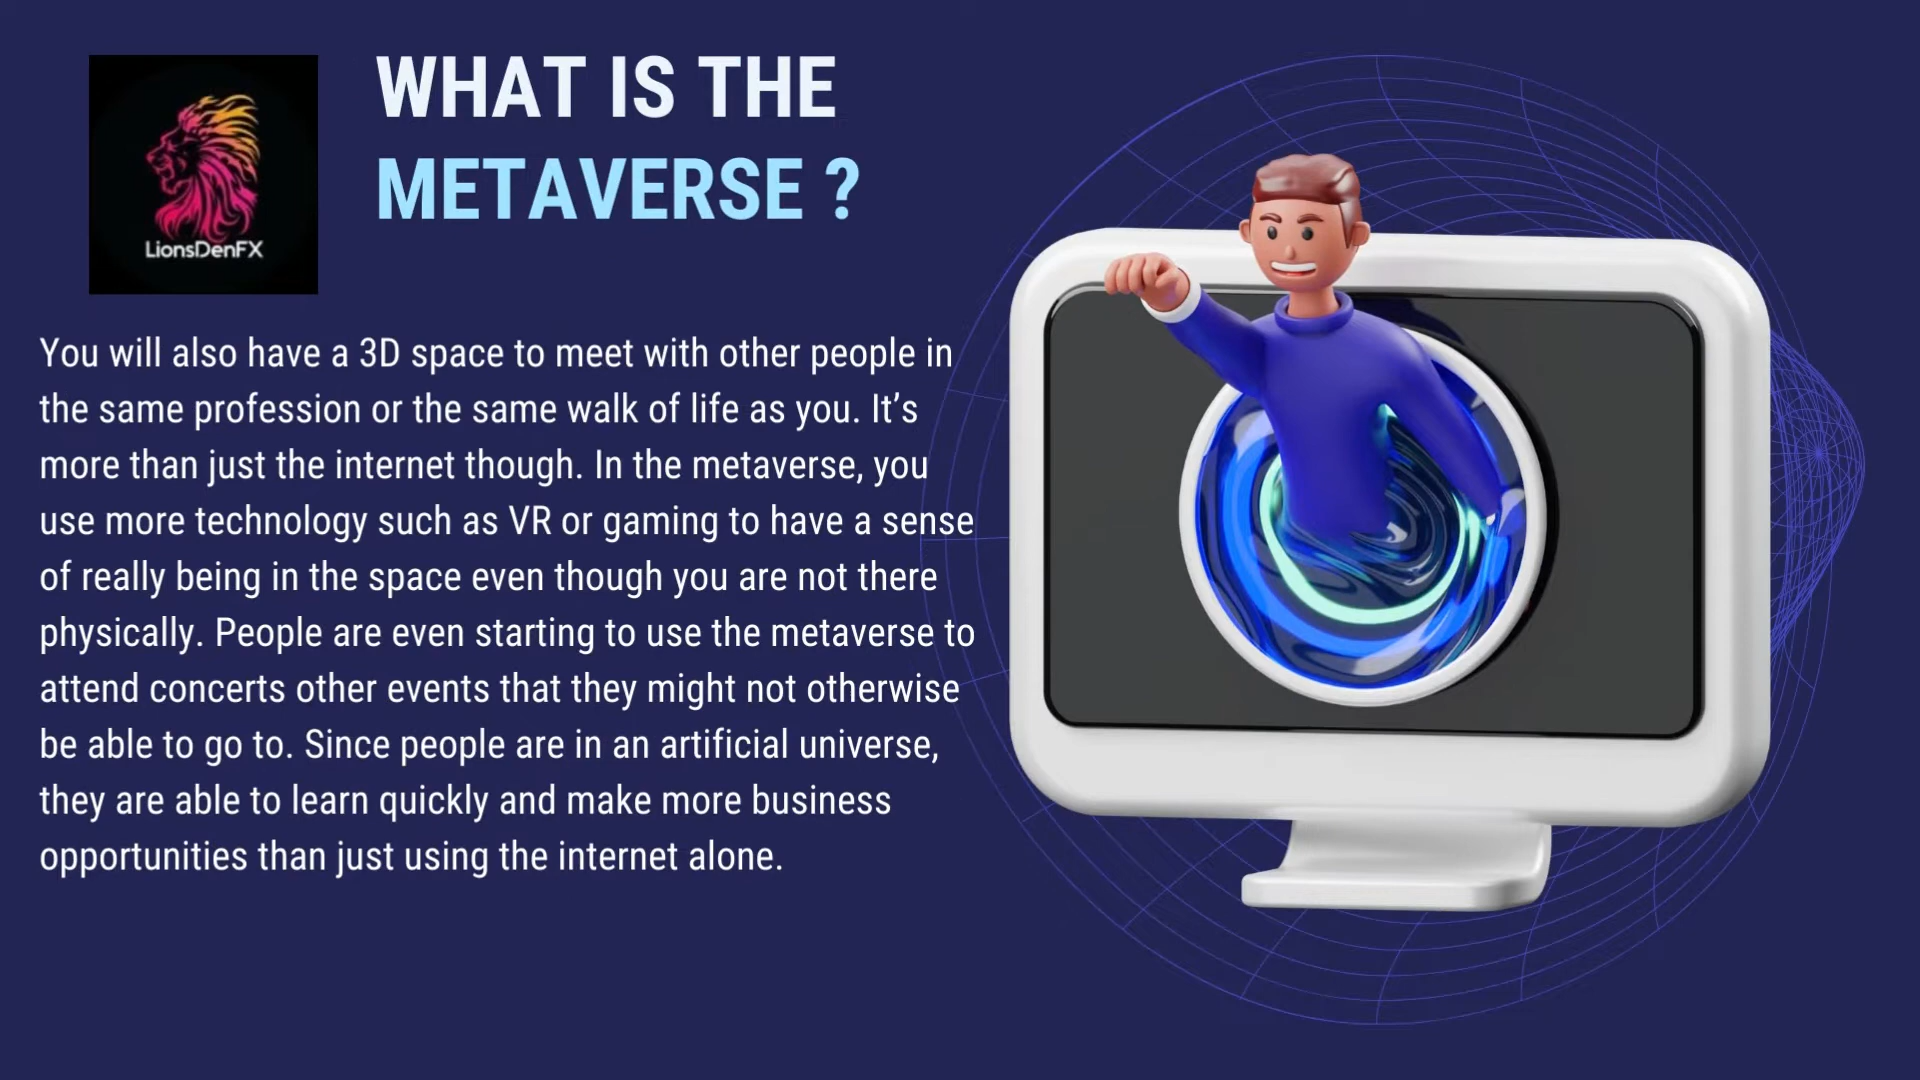 LionsDenFX
WHAT IS THE
METAVERSE ?
You will also have a 3D space to meet with other people in
the same profession or the same walk of life as you. It’s
more than just the internet though. In the metaverse, you
use more technology such as VR or gaming to have a sense
of really being in the space even though you are not there
physically. People are even starting to use the metaverse to
attend concerts other events that they might not otherwise
be able to go to. Since people are in an artificial universe,
they are able to learn quickly and make more business
opportunities than just using the internet alone.